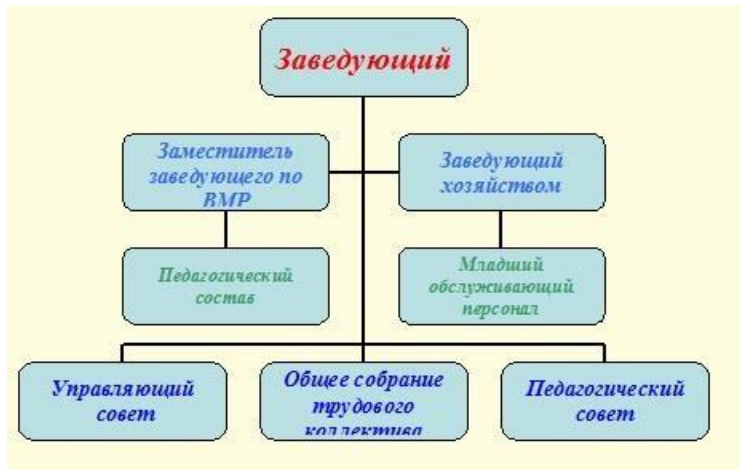 Заведующий
Заместитель
заведующего по
ВМР
Заведующий
хозяйством
Педагогический
состав
Младший
обслуживающий
персонал
Управляющий
совет
Общее собрание
трудового
коллектива
Педагогический
совет